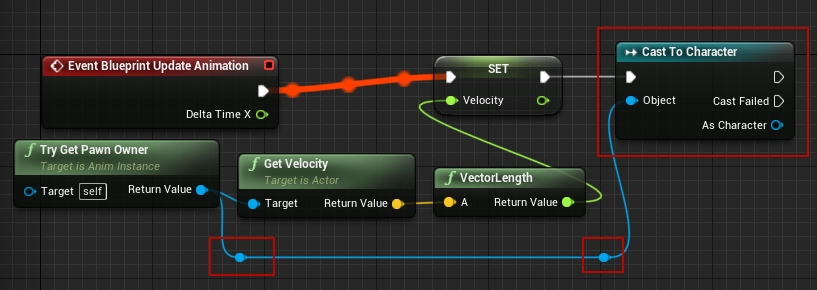 Event Blueprint Update Animation
Delta Time X
SET
Velocity
Cast To Character
Object
Cast Failed
As Character
Try Get Pawn Owner
Target is Anim Instance
Target self Return Value
f Get Velocity
Target is Actor
Target Return Value
f VectorLength
A Return Value